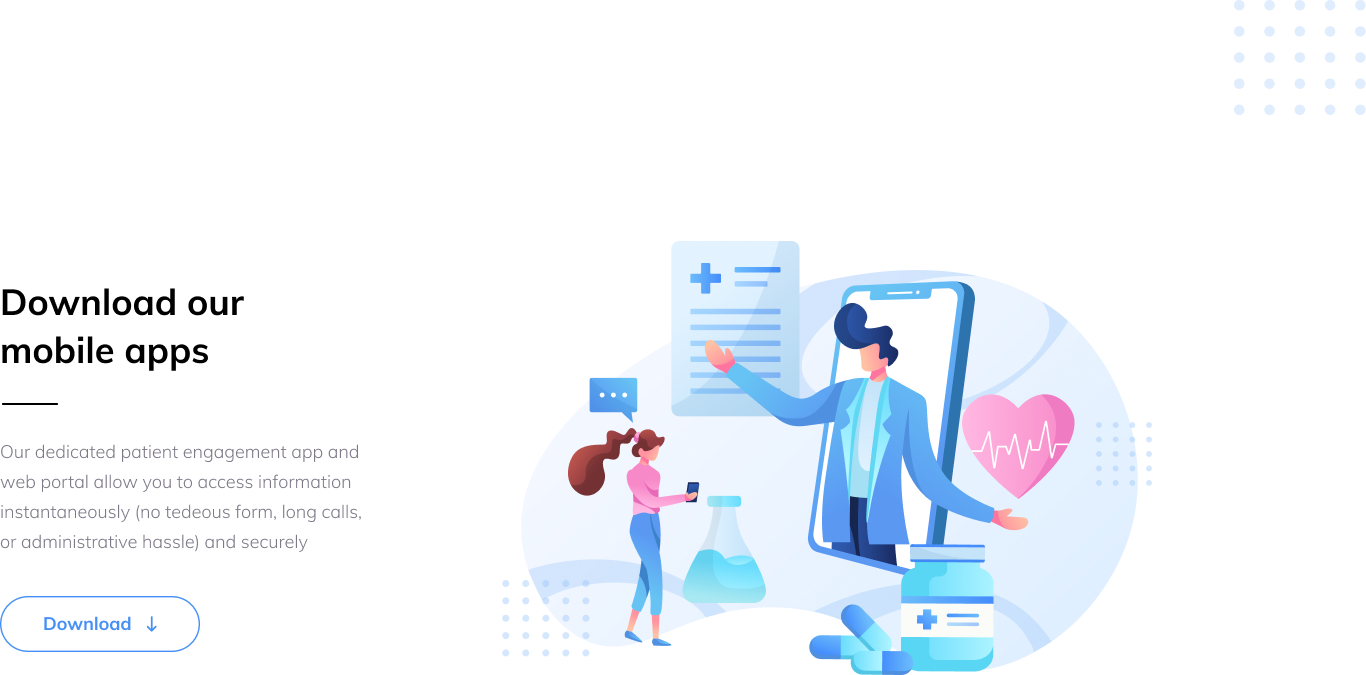 Download our
mobile apps
Our dedicated patient engagement app and
web portal allow you to access information
instantaneously (no tedeous form, long calls,
or administrative hassle) and securely
Download ↓